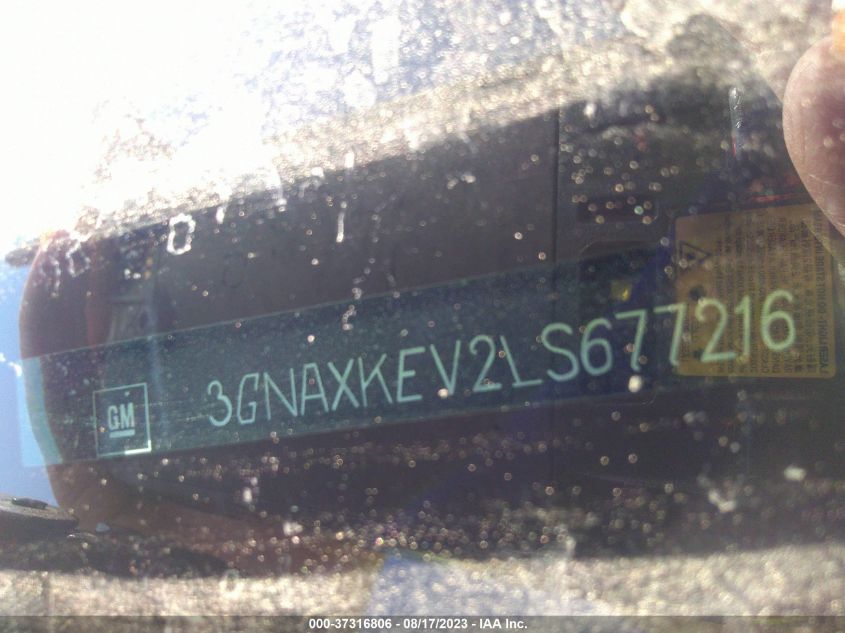 GM
3GNAXKEV2LS677216
000-37316806 - 08/17/2023 - IAA Inc.